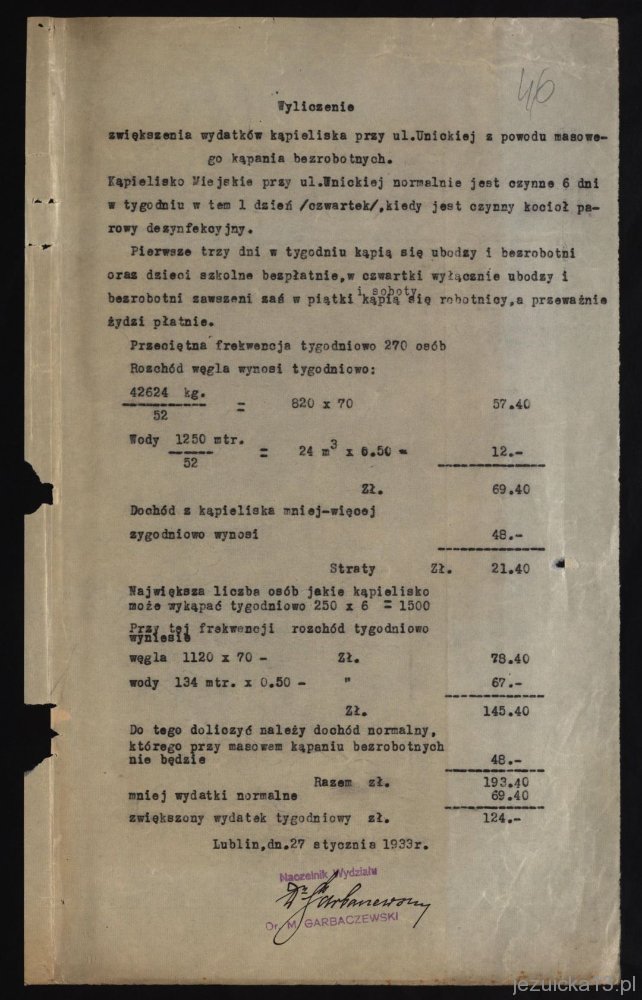 46
Wyliczenie
zwiększenia wydatków kąpieliska przy ul.Unickiej z powodu masowe-
go kąpania bezrobotnych.
Kąpielisko Miejskie przy ul.Unickiej normalnie jest czynne 6 dni
w tygodniu w tem 1 dzień /czwartek/,kiedy jest czynny kocioł pa-
rowy dezynfekcyjny.
Pierwsze trzy dni w tygodniu kąpią się ubodzy i bezrobotni
oraz dzieci szkolne bezpłatnie,w czwartki wyłącznie ubodzy i
i soboty
bezrobotni zawszeni zaś w piątki kąpią się robotnicy,a przeważnie
żydzi płatnie.
Przeciętna frekwencja tygodniowo 270 osób
Rozchód węgla wynosi tygodniowo:
42624 kg.
52
= 820 x 70 57.40
Wody 1250 mtr.
52
= 24 m3 x 6.50 = 12.-
Zł. 69.40
Dochód z kąpieliska mniej-więcej
zygodniowo wynosi 48.-
Straty Zł. 21.40
Największa liczba osób jakie kąpielisko
może wykąpać tygodniowo 250 x 6 = 1500
Przy tej frekwencji rozchód tygodniowo
wyniesie
węgla 1120 x 70 - Zł. 78.40
wody 134 mtr. x 0.50 - " 67.-
Zł. 145.40
Do tego doliczyć należy dochód normalny,
którego przy masowem kąpaniu bezrobotnych
nie będzie 48.-
Razem zł. 193.40
mniej wydatki normalne 69.40
zwiększony wydatek tygodniowy zł. 124.-
Lublin,dn.27 stycznia 1933r.
Naczelnik Wydziału
Dr. M. GARBACZEWSKI
jezuicka13.pl